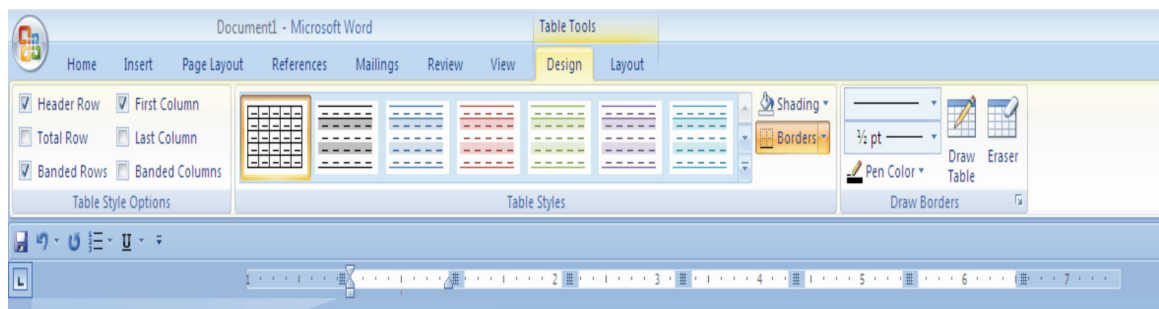 Document1 - Microsoft Word
Table Tools
Home Insert Page Layout References Mailings Review View Design Layout
Header Row First Column
Total Row Last Column
Banded Rows Banded Columns
Table Style Options
Shading
Borders
Table Styles
½ pt
Pen Color
Draw Table
Eraser
Draw Borders
L 1 2 3 4 5 6 7